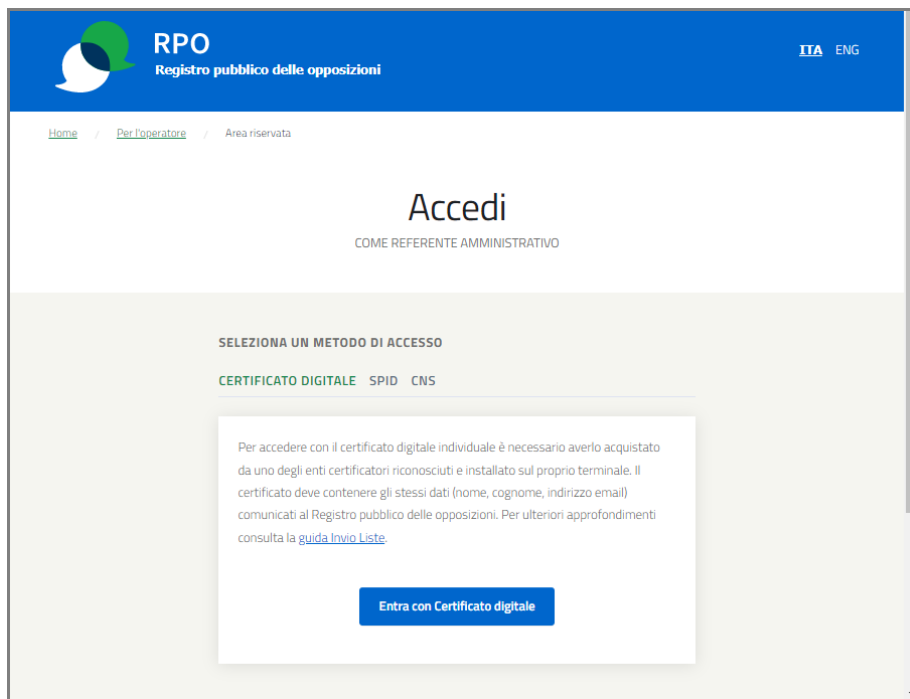 RPO
Registro pubblico delle opposizioni
ITA ENG
Home / Per l'operatore / Area riservata
Accedi
COME REFERENTE AMMINISTRATIVO
SELEZIONA UN METODO DI ACCESSO
CERTIFICATO DIGITALE SPID CNS
Per accedere con il certificato digitale individuale è necessario averlo acquistato
da uno degli enti certificatori riconosciuti e installato sul proprio terminale. Il
certificato deve contenere gli stessi dati (nome, cognome, indirizzo email)
comunicati al Registro pubblico delle opposizioni. Per ulteriori approfondimenti
consulta la guida Invio Liste.
Entra con Certificato digitale